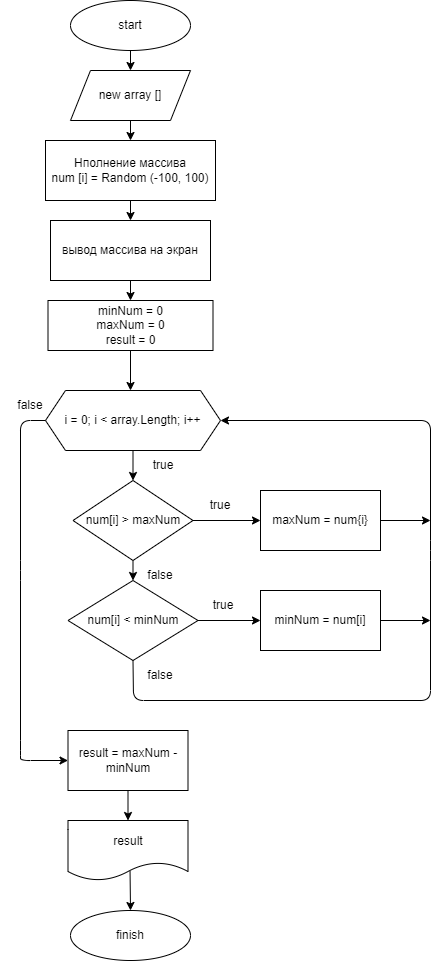 start
new array []
Нполнение массива
num [i] = Random (-100, 100)
вывод массива на экран
minNum = 0
maxNum = 0
result = 0
false
i = 0; i < array.Length; i++
true
num[i] > maxNum
true
maxNum = num{i}
false
num[i] < minNum
true
minNum = num[i]
false
result = maxNum -
minNum
result
finish